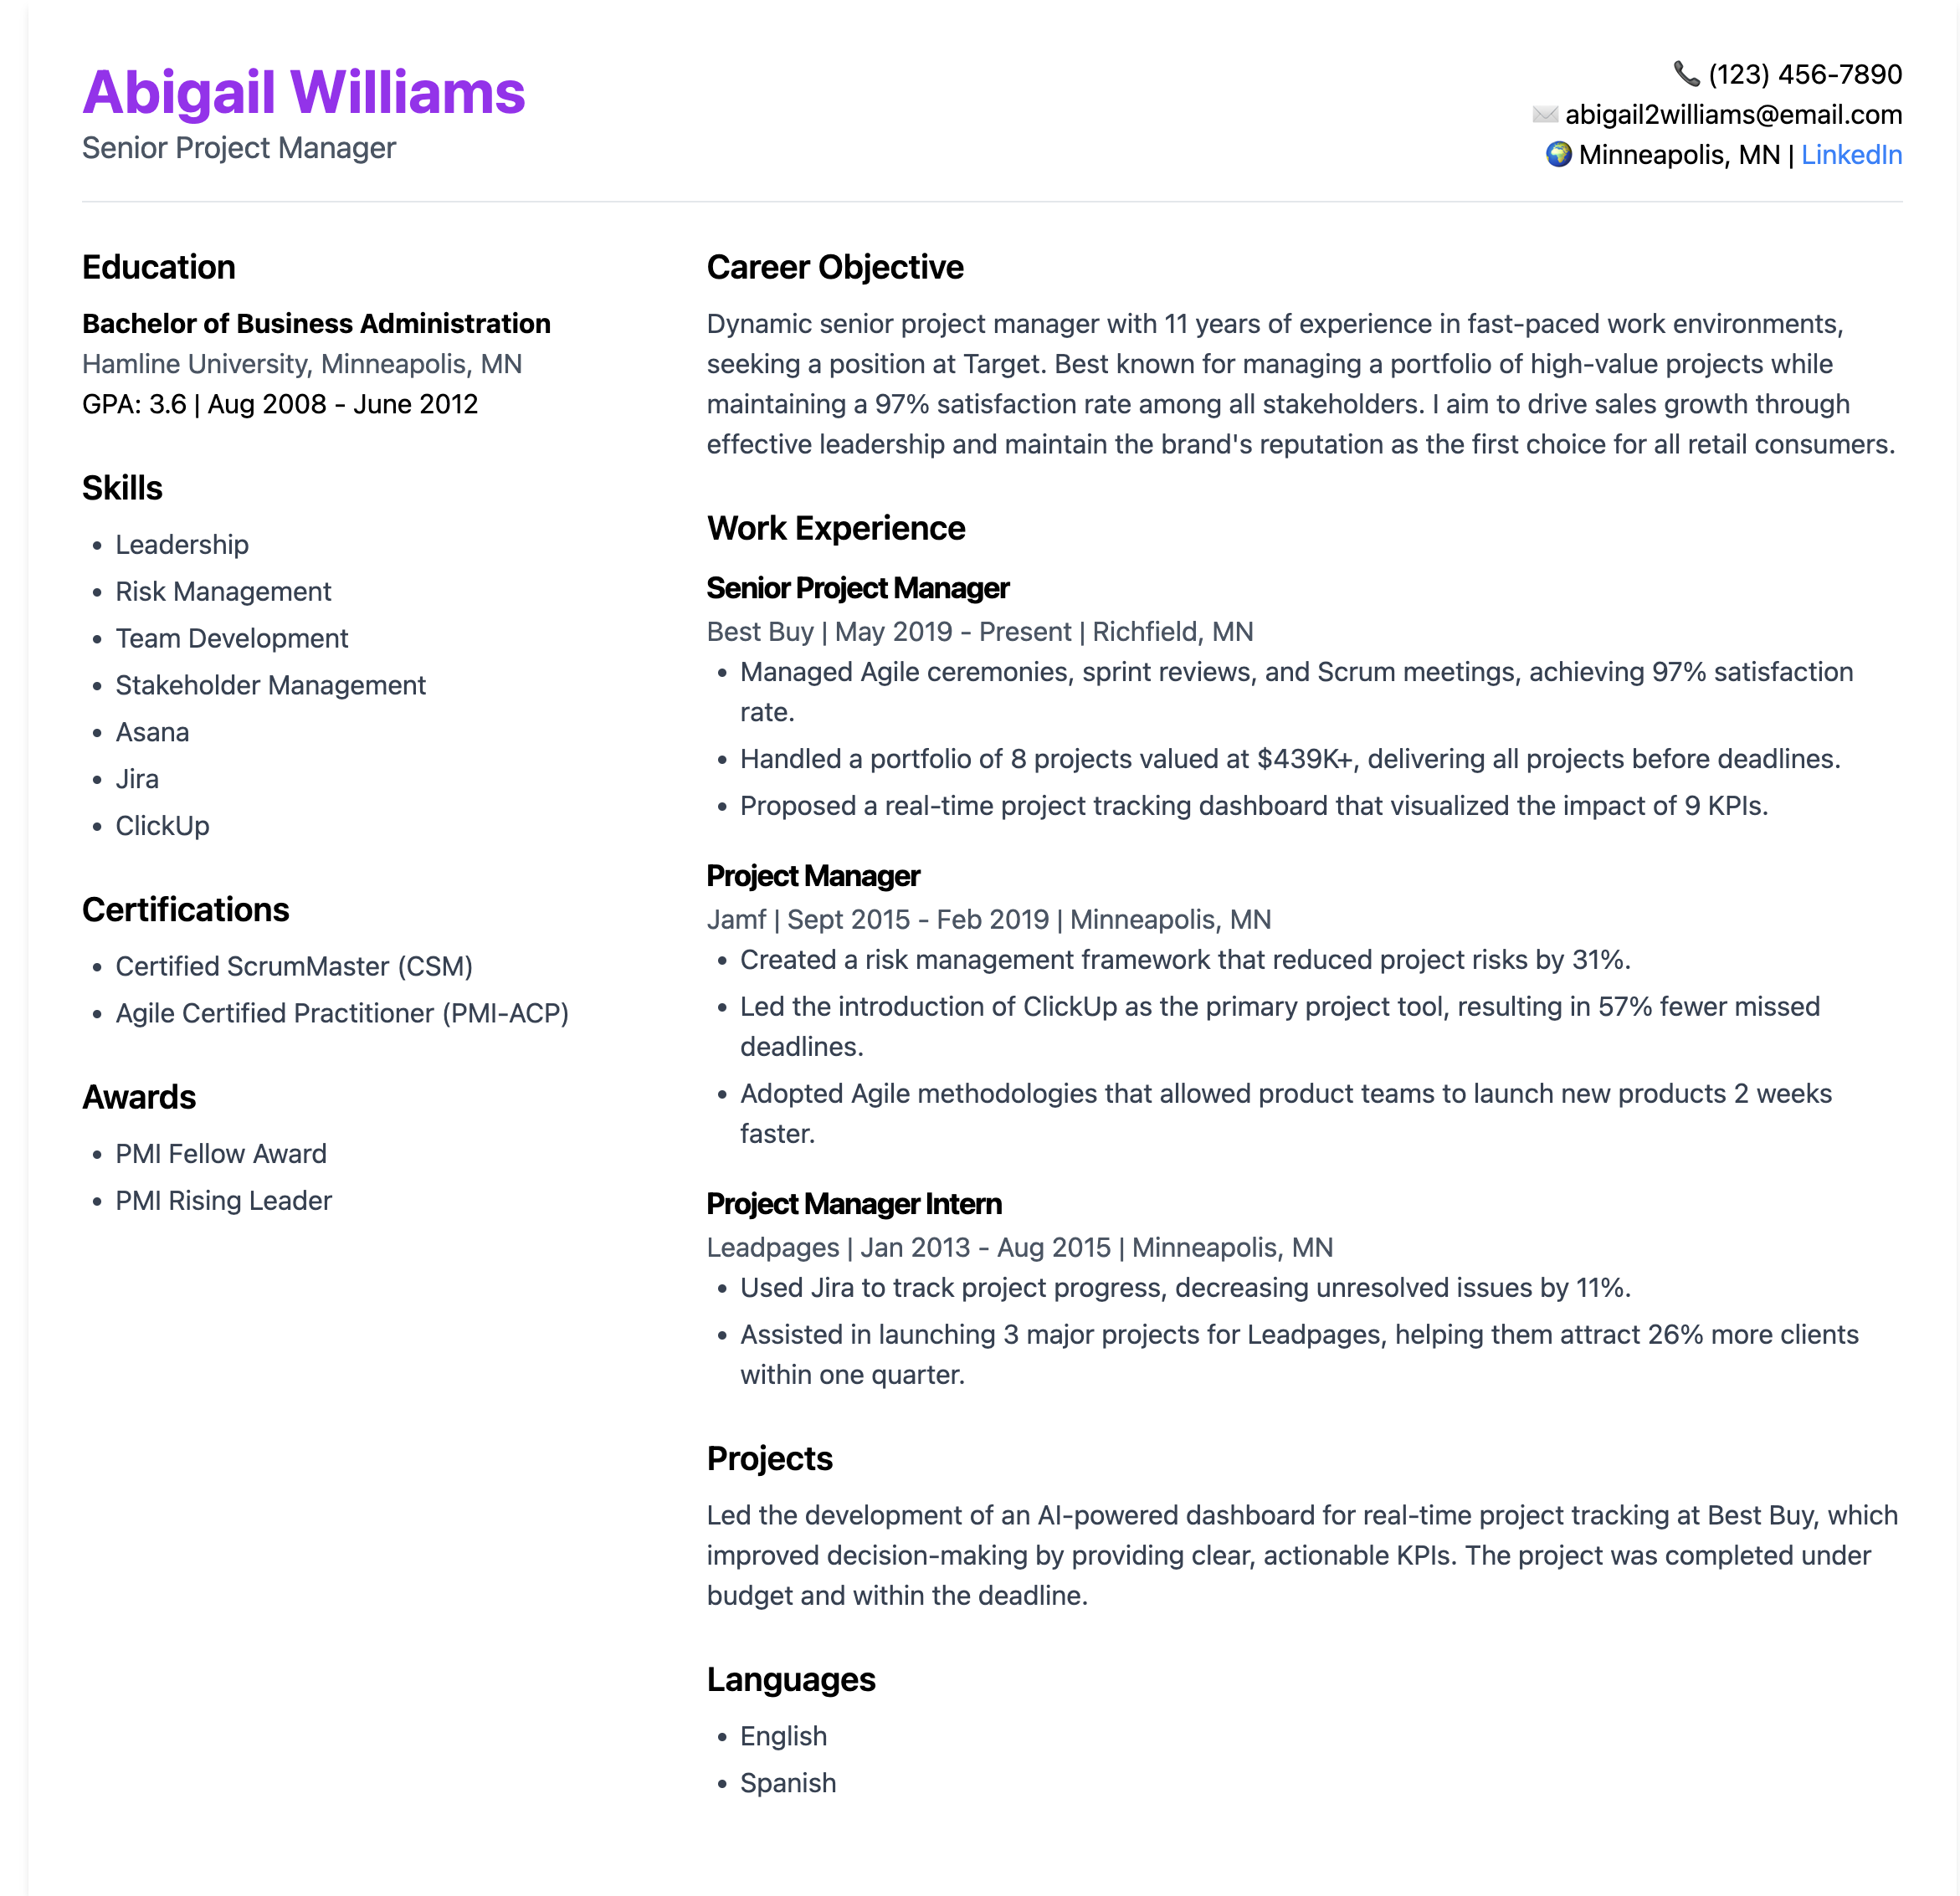 Abigail Williams
Senior Project Manager
📞 (123) 456-7890
✉️ abigail2williams@email.com
🌍 Minneapolis, MN | LinkedIn
Education
Bachelor of Business Administration
Hamline University, Minneapolis, MN
GPA: 3.6 | Aug 2008 - June 2012
Skills
• Leadership
• Risk Management
• Team Development
• Stakeholder Management
• Asana
• Jira
• ClickUp
Certifications
• Certified ScrumMaster (CSM)
• Agile Certified Practitioner (PMI-ACP)
Awards
• PMI Fellow Award
• PMI Rising Leader
Career Objective
Dynamic senior project manager with 11 years of experience in fast-paced work environments,
seeking a position at Target. Best known for managing a portfolio of high-value projects while
maintaining a 97% satisfaction rate among all stakeholders. I aim to drive sales growth through
effective leadership and maintain the brand's reputation as the first choice for all retail consumers.
Work Experience
Senior Project Manager
Best Buy | May 2019 - Present | Richfield, MN
• Managed Agile ceremonies, sprint reviews, and Scrum meetings, achieving 97% satisfaction
rate.
• Handled a portfolio of 8 projects valued at $439K+, delivering all projects before deadlines.
• Proposed a real-time project tracking dashboard that visualized the impact of 9 KPIs.
Project Manager
Jamf | Sept 2015 - Feb 2019 | Minneapolis, MN
• Created a risk management framework that reduced project risks by 31%.
• Led the introduction of ClickUp as the primary project tool, resulting in 57% fewer missed
deadlines.
• Adopted Agile methodologies that allowed product teams to launch new products 2 weeks
faster.
Project Manager Intern
Leadpages | Jan 2013 - Aug 2015 | Minneapolis, MN
• Used Jira to track project progress, decreasing unresolved issues by 11%.
• Assisted in launching 3 major projects for Leadpages, helping them attract 26% more clients
within one quarter.
Projects
Led the development of an AI-powered dashboard for real-time project tracking at Best Buy, which
improved decision-making by providing clear, actionable KPIs. The project was completed under
budget and within the deadline.
Languages
• English
• Spanish